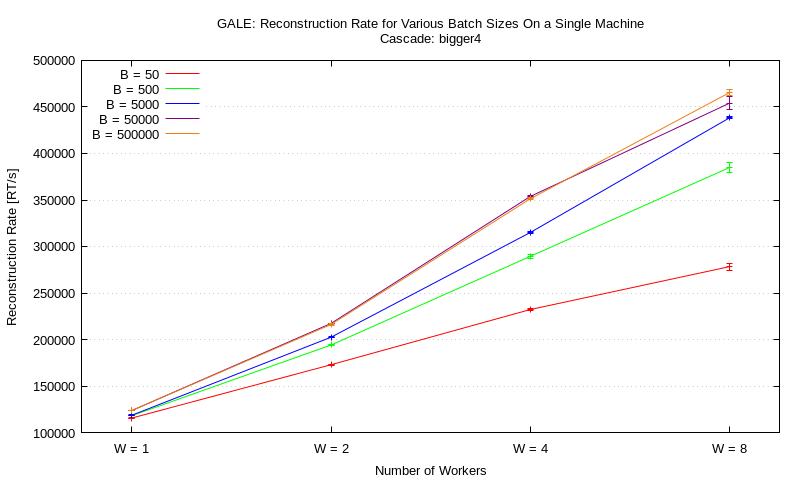 GALE: Reconstruction Rate for Various Batch Sizes On a Single Machine
Cascade: bigger4
500000
450000
400000
350000
300000
250000
200000
150000
100000
Reconstruction Rate [RT/s]
B = 50
B = 500
B = 5000
B = 50000
B = 500000
W = 1
W = 2
W = 4
W = 8
Number of Workers